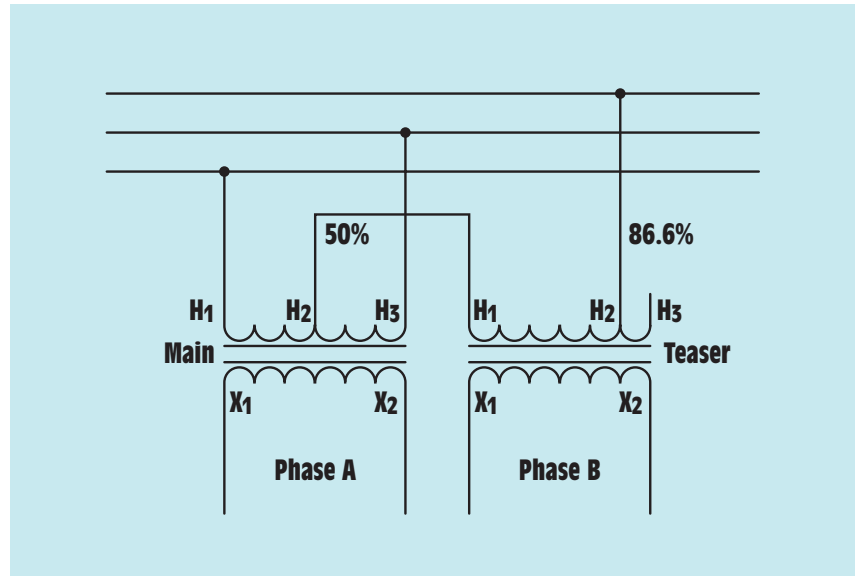 50% 86.6%
H1 H2 H3 H1 H2 H3
Main Teaser
X1 X2 X1 X2
Phase A Phase B